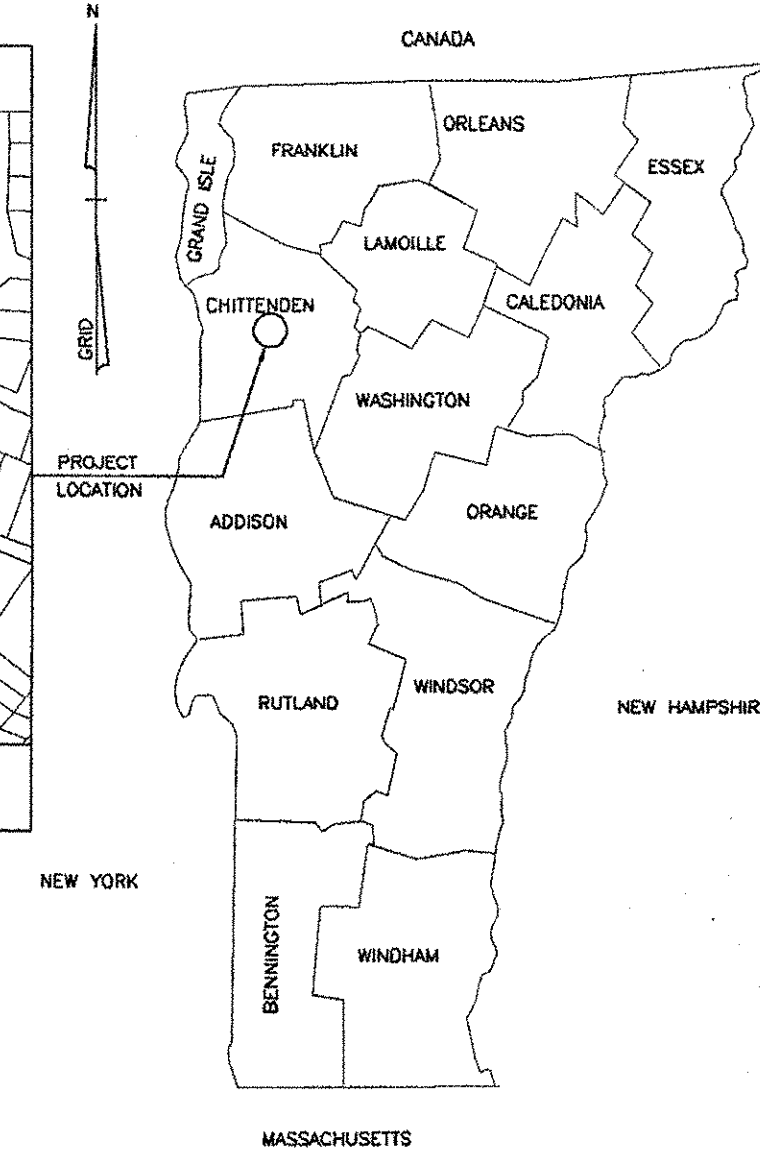 N
CANADA
ORLEANS
FRANKLIN
ESSEX
GRAND ISLE
LAMOILLE
CHITTENDEN
CALEDONIA
GRID
WASHINGTON
PROJECT
LOCATION
ADDISON
ORANGE
WINDSOR
RUTLAND
NEW HAMPSHIR
NEW YORK
BENNINGTON
WINDHAM
MASSACHUSETTS